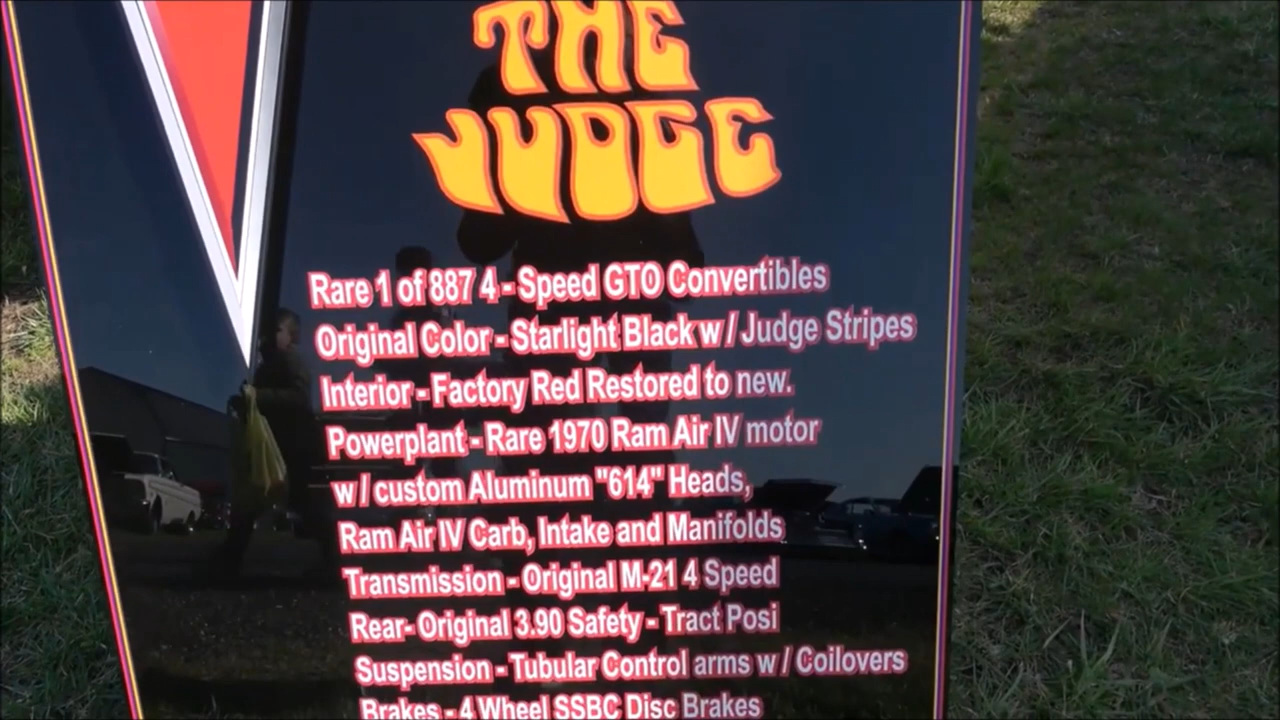 THE
JUDGE
Rare 1 of 887 4 - Speed GTO Convertibles
Original Color - Starlight Black w / Judge Stripes
Interior - Factory Red Restored to new.
Powerplant - Rare 1970 Ram Air IV motor
w / custom Aluminum "614" Heads,
Ram Air IV Carb, Intake and Manifolds
Transmission - Original M-21 4 Speed
Rear- Original 3.90 Safety - Tract Posi
Suspension - Tubular Control arms w / Coilovers
Brakes - 4 Wheel SSBC Disc Brakes